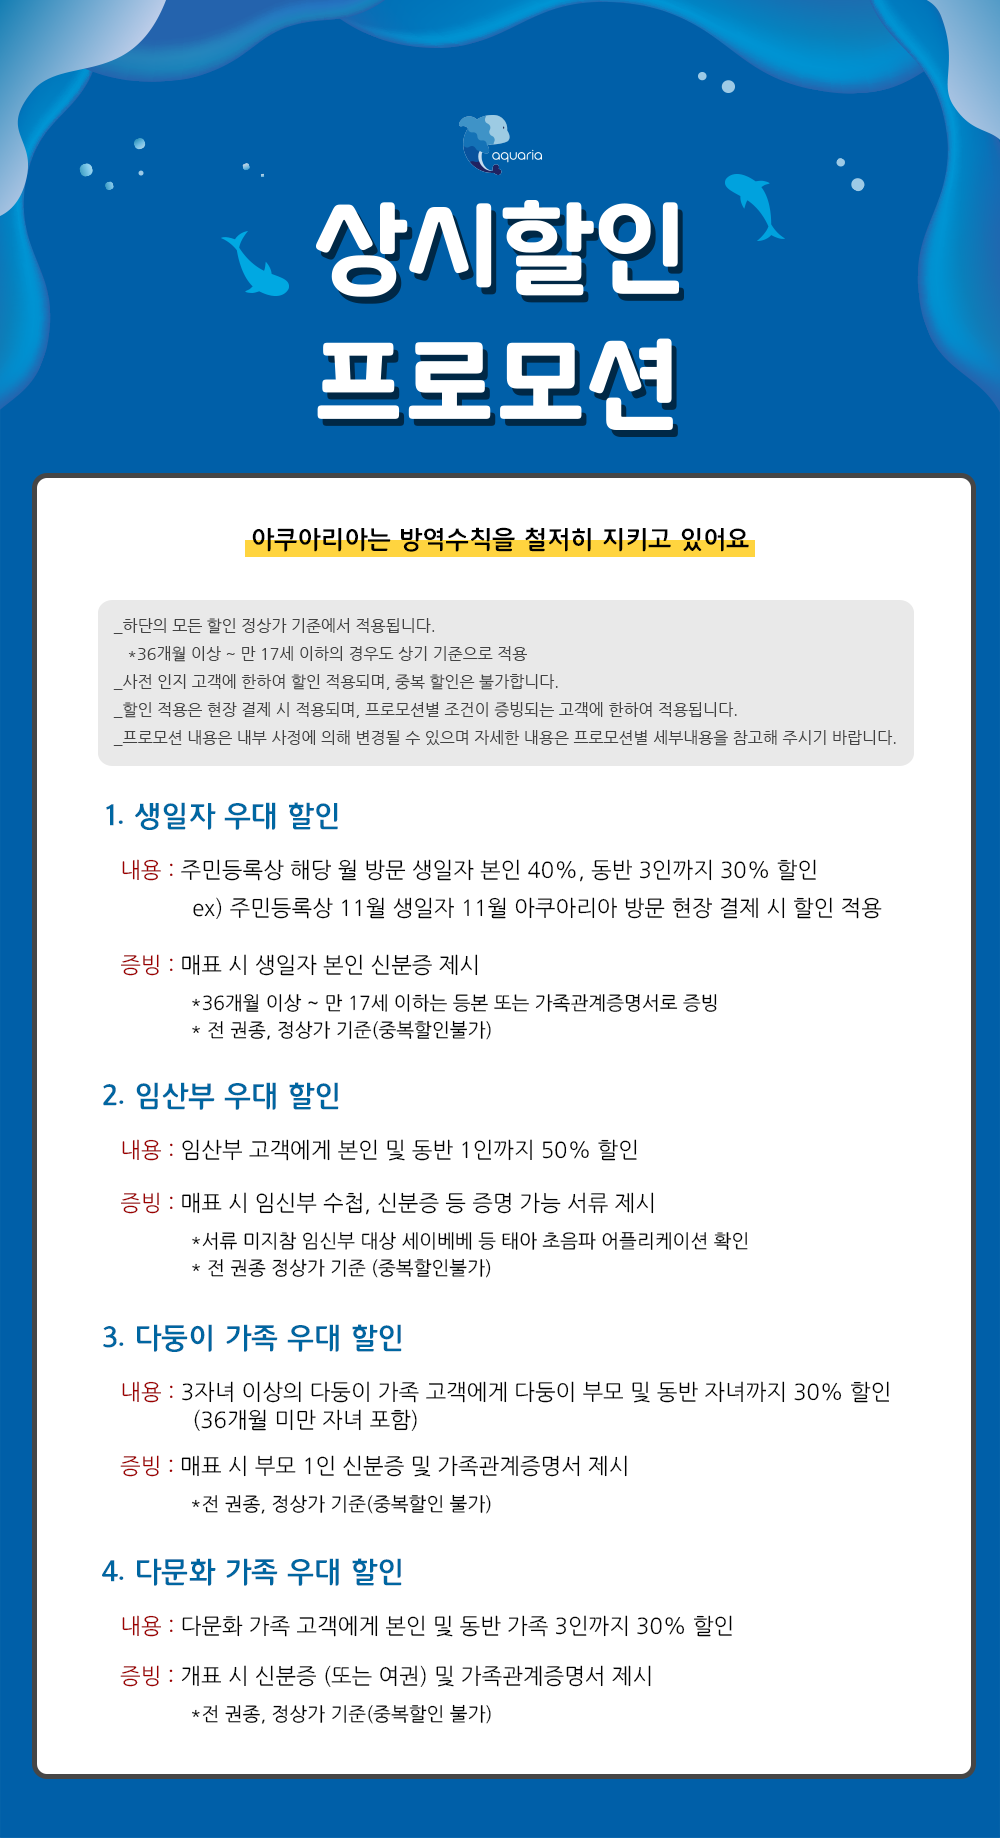 aquaria
상시할인
프로모션
아쿠아리아는 방역수칙을 철저히 지키고 있어요
_하단의 모든 할인 정상가 기준에서 적용됩니다.
*36개월 이상 ~ 만 17세 이하의 경우도 상기 기준으로 적용
_사전 인지 고객에 한하여 할인 적용되며, 중복 할인은 불가합니다.
_할인 적용은 현장 결제 시 적용되며, 프로모션별 조건이 증빙되는 고객에 한하여 적용됩니다.
_프로모션 내용은 내부 사정에 의해 변경될 수 있으며 자세한 내용은 프로모션별 세부내용을 참고해 주시기 바랍니다.
1. 생일자 우대 할인
내용 : 주민등록상 해당 월 방문 생일자 본인 40%, 동반 3인까지 30% 할인
ex) 주민등록상 11월 생일자 11월 아쿠아리아 방문 현장 결제 시 할인 적용
증빙 : 매표 시 생일자 본인 신분증 제시
*36개월 이상 ~ 만 17세 이하는 등본 또는 가족관계증명서로 증빙
* 전 권종, 정상가 기준(중복할인불가)
2. 임산부 우대 할인
내용 : 임산부 고객에게 본인 및 동반 1인까지 50% 할인
증빙 : 매표 시 임신부 수첩, 신분증 등 증명 가능 서류 제시
*서류 미지참 임신부 대상 세이베베 등 태아 초음파 어플리케이션 확인
* 전 권종 정상가 기준 (중복할인불가)
3. 다둥이 가족 우대 할인
내용 : 3자녀 이상의 다둥이 가족 고객에게 다둥이 부모 및 동반 자녀까지 30% 할인
(36개월 미만 자녀 포함)
증빙 : 매표 시 부모 1인 신분증 및 가족관계증명서 제시
*전 권종, 정상가 기준(중복할인 불가)
4. 다문화 가족 우대 할인
내용 : 다문화 가족 고객에게 본인 및 동반 가족 3인까지 30% 할인
증빙 : 개표 시 신분증 (또는 여권) 및 가족관계증명서 제시
*전 권종, 정상가 기준(중복할인 불가)